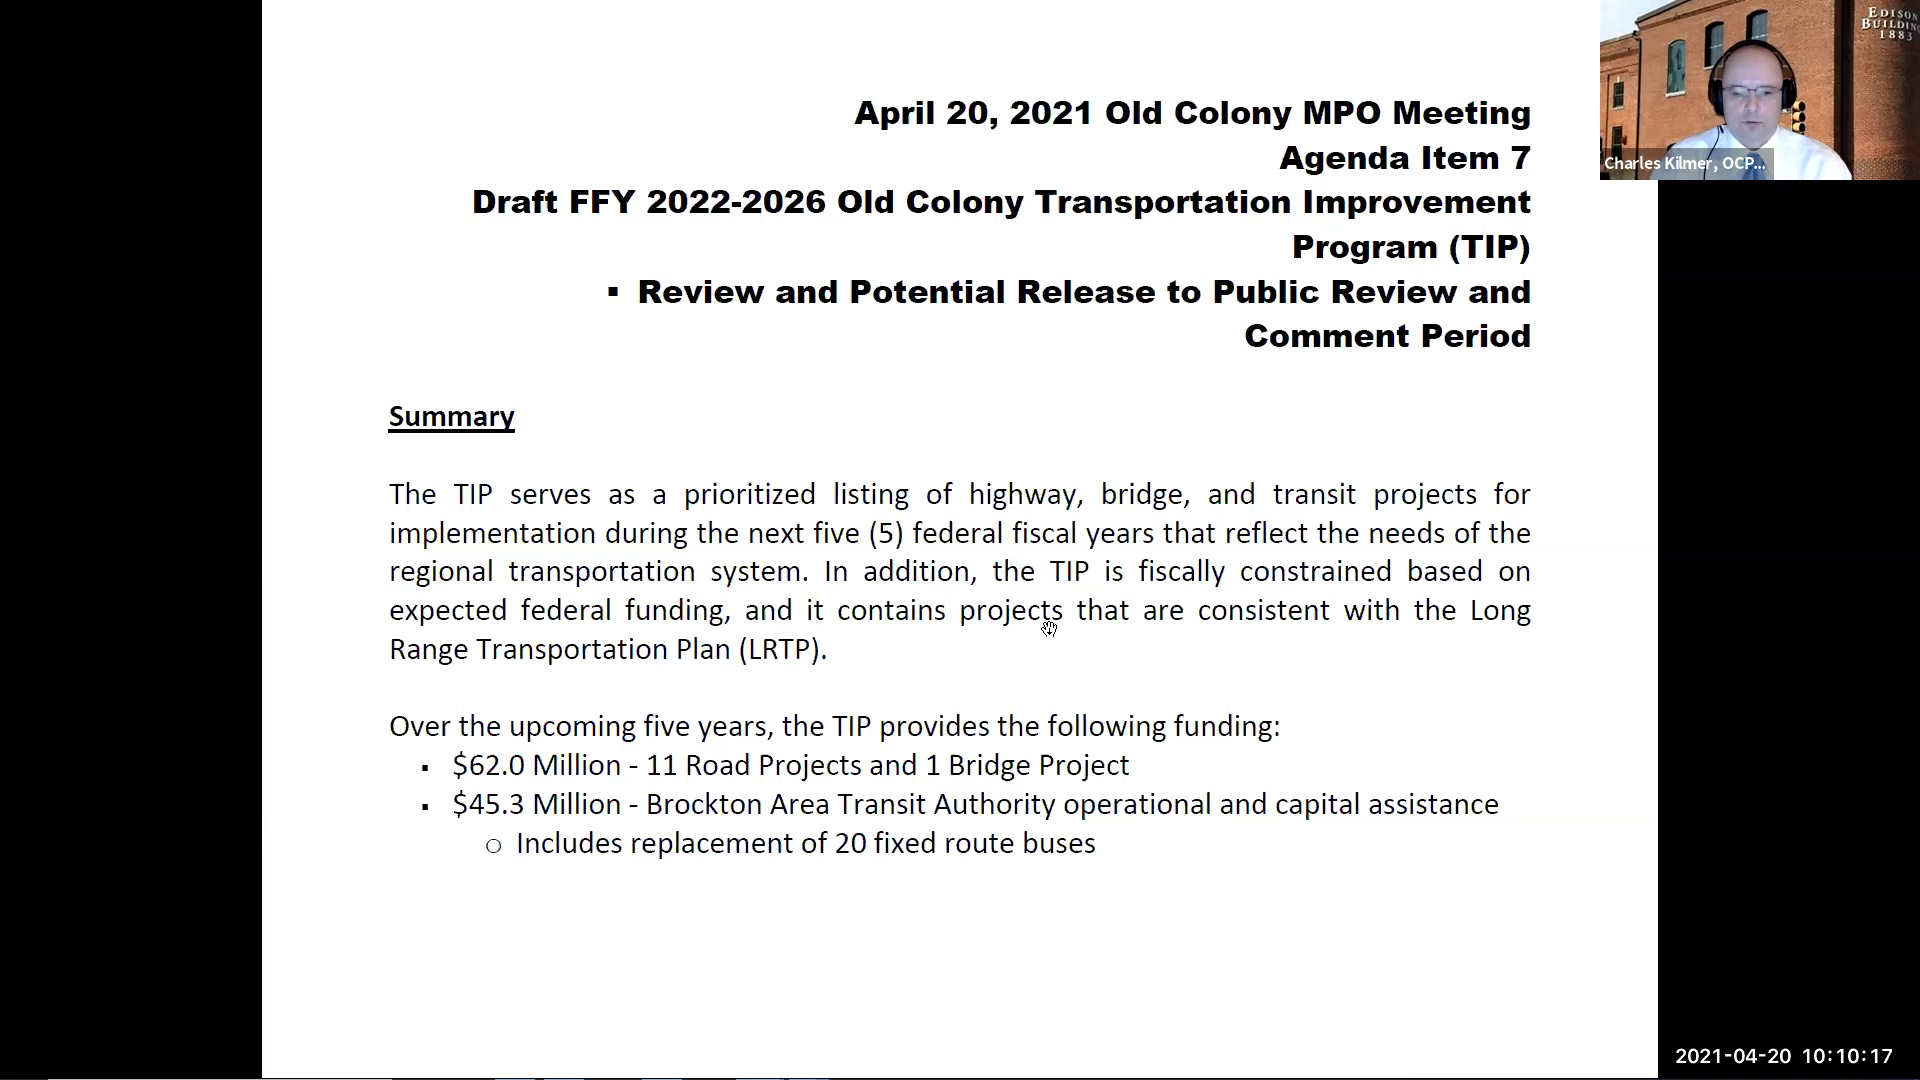 April 20, 2021 Old Colony MPO Meeting
Agenda Item 7
Draft FFY 2022-2026 Old Colony Transportation Improvement
Program (TIP)
▪ Review and Potential Release to Public Review and
Comment Period
Summary
The TIP serves as a prioritized listing of highway, bridge, and transit projects for
implementation during the next five (5) federal fiscal years that reflect the needs of the
regional transportation system. In addition, the TIP is fiscally constrained based on
expected federal funding, and it contains projects that are consistent with the Long
Range Transportation Plan (LRTP).
Over the upcoming five years, the TIP provides the following funding:
▪ $62.0 Million - 11 Road Projects and 1 Bridge Project
▪ $45.3 Million - Brockton Area Transit Authority operational and capital assistance
o Includes replacement of 20 fixed route buses
EDISON
BUILDING
1883
Charles Kilmer, OCP...
2021-04-20 10:10:17